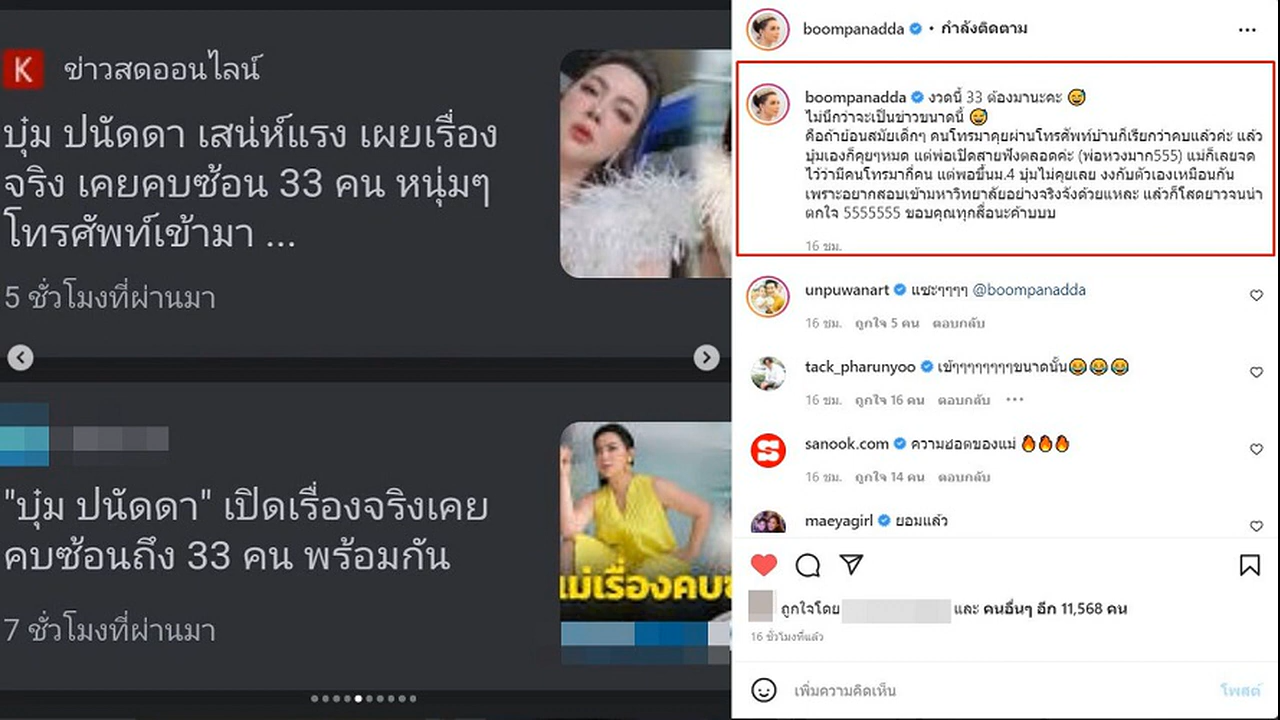 K ข่าวสดออนไลน์
บุ๋ม ปนัดดา เสน่ห์แรง เผยเรื่อง
จริง เคยคบซ้อน 33 คน หนุ่มๆ
โทรศัพท์เข้ามา ...
5 ชั่วโมงที่ผ่านมา
"บุ๋ม ปนัดดา" เปิดเรื่องจริงเคย
คบซ้อนถึง 33 คน พร้อมกัน
7 ชั่วโมงที่ผ่านมา
แม่เรื่องคบ
boompanadda • กำลังติดตาม
boompanadda งวดนี้ 33 ต้องมานะคะ 😅
ไม่นึกว่าจะเป็นข่าวขนาดนี้ 😅
คือถ้าย้อนสมัยเด็กๆ คนโทรมาคุยผ่านโทรศัพท์บ้านก็เรียกว่าคบแล้วค่ะ แล้ว
บุ๋มเองก็คุยๆหมด แต่พ่อเปิดสายฟังตลอดค่ะ (พ่อหวงมาก555) แม่ก็เลยจด
ไว้ว่ามีคนโทรมากี่คน แต่พอขึ้นม.4 บุ๋มไม่คุยเลย งงกับตัวเองเหมือนกัน
เพราะอยากสอบเข้ามหาวิทยาลัยอย่างจริงจังด้วยแหละ แล้วก็โสดยาวจนน่า
ตกใจ 5555555 ขอบคุณทุกสื่อนะค้าบบบ
16 ชม.
unpuwanart แซะๆๆๆๆ @boompanadda
16 ชม. ถูกใจ 5 คน ตอบกลับ
tack_pharunyoo เข้าๆๆๆๆๆๆๆๆขนาดนั้น😂😂😂
16 ชม. ถูกใจ 16 คน ตอบกลับ
S sanook.com ความฮอตของแม่ 🔥🔥🔥
16 ชม. ถูกใจ 14 คน ตอบกลับ
maeyagirl ยอมแล้ว
ถูกใจโดย และ คนอื่นๆ อีก 11,568 คน
16 ชั่วโมงที่แล้ว
เพิ่มความคิดเห็น โพสต์